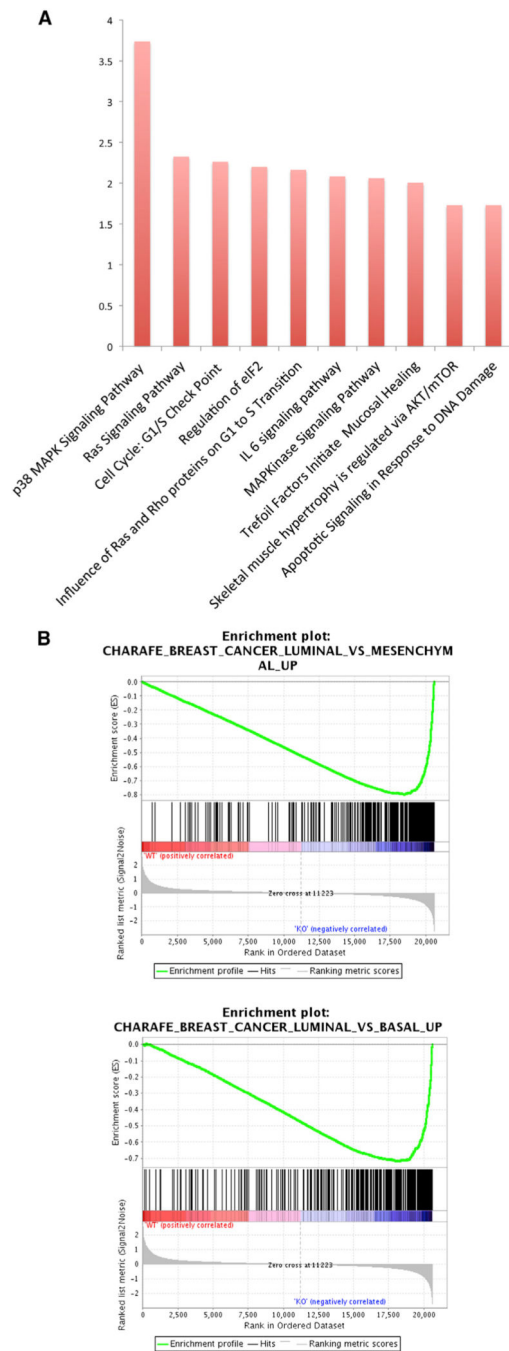 A
4
3.5
3
2.5
2
1.5
1
0.5
0
p38 MAPK Signaling Pathway
Ras Signaling Pathway
Cell Cycle: G1/S Check Point
Regulation of eIF2
Influence of Ras and Rho proteins on G1 to S Transition
IL 6 signaling pathway
MAPKinase Signaling Pathway
Trefoil Factors Initiate Mucosal Healing
Skeletal muscle hypertrophy is regulated via AKT/mTOR
Apoptotic Signaling in Response to DNA Damage
B
Enrichment plot:
CHARAFE_BREAST_CANCER_LUMINAL_VS_MESENCHYM
AL_UP
Enrichment score (ES)
0.0
-0.1
-0.2
-0.3
-0.4
-0.5
-0.6
-0.7
-0.8
'WT' (positively correlated)
Ranked list metric (Signal2Noise)
2
1
0
-1
-2
Zero cross at 11223
'KO' (negatively correlated)
0 2,500 5,000 7,500 10,000 12,500 15,000 17,500 20,000
Rank in Ordered Dataset
Enrichment profile Hits Ranking metric scores
Enrichment plot:
CHARAFE_BREAST_CANCER_LUMINAL_VS_BASAL_UP
Enrichment score (ES)
0.0
-0.1
-0.2
-0.3
-0.4
-0.5
-0.6
-0.7
'WT' (positively correlated)
Ranked list metric (Signal2Noise)
2
1
0
-1
-2
Zero cross at 11223
'KO' (negatively correlated)
0 2,500 5,000 7,500 10,000 12,500 15,000 17,500 20,000
Rank in Ordered Dataset
Enrichment profile Hits Ranking metric scores